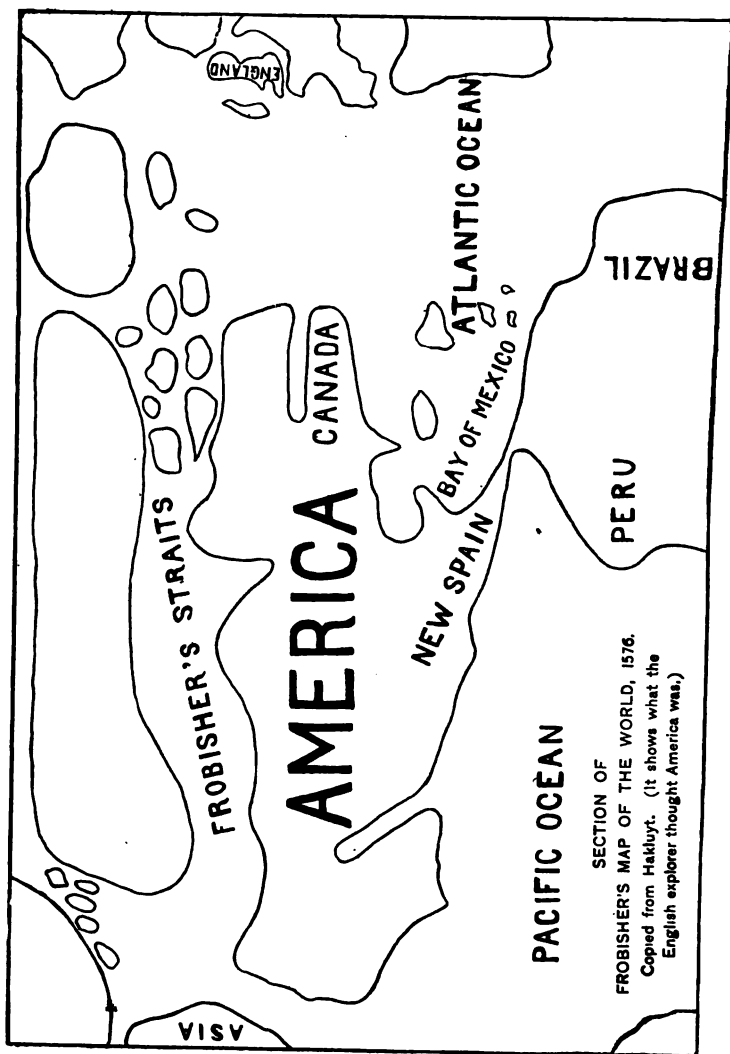 ENGLAND
ATLANTIC OCEAN
BRAZIL
CANADA
BAY OF MEXICO
FROBISHER'S STRAITS
AMERICA
NEW SPAIN
PERU
PACIFIC OCEAN
ASIA
SECTION OF
FROBISHER'S MAP OF THE WORLD, 1576.
Copied from Hakluyt. (It shows what the
English explorer thought America was.)